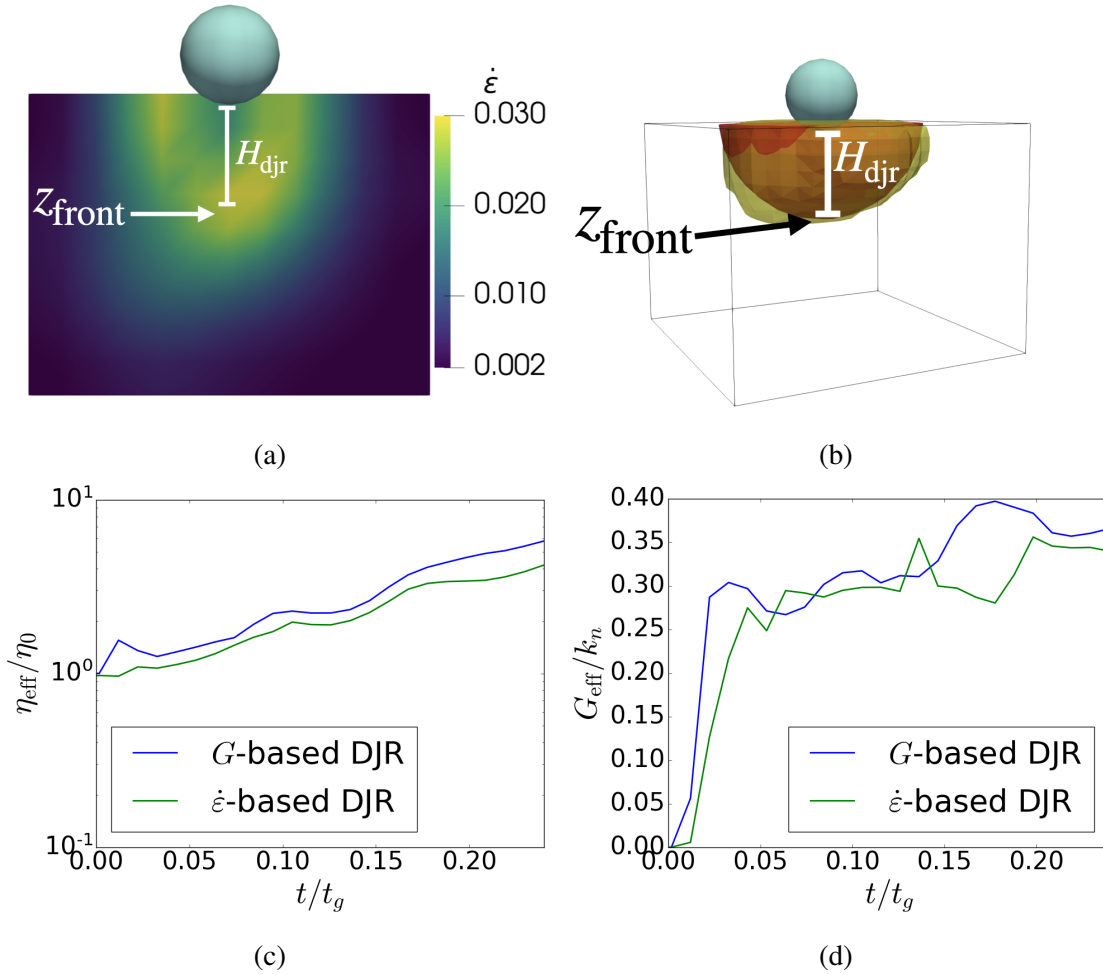 ε̇
0.030
H_djr
z_front
0.020
0.010
0.002
(a)
H_djr
z_front
(b)
10^1
10^0
10^-1
η_eff/η_0
G-based DJR
ε̇-based DJR
0.00 0.05 0.10 0.15 0.20
t/t_g
(c)
0.40
0.35
0.30
0.25
0.20
0.15
0.10
0.05
0.00
G_eff/k_n
G-based DJR
ε̇-based DJR
0.00 0.05 0.10 0.15 0.20
t/t_g
(d)